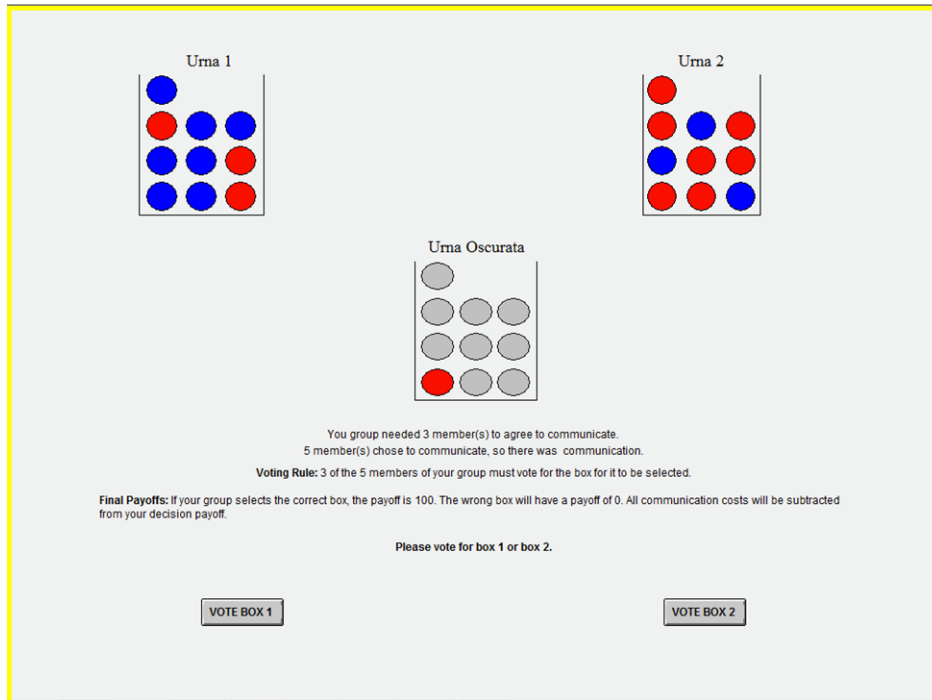 Urna 1
Urna 2
Urna Oscurata
You group needed 3 member(s) to agree to communicate.
5 member(s) chose to communicate, so there was communication.
Voting Rule: 3 of the 5 members of your group must vote for the box for it to be selected.
Final Payoffs: If your group selects the correct box, the payoff is 100. The wrong box will have a payoff of 0. All communication costs will be subtracted
from your decision payoff.
Please vote for box 1 or box 2.
VOTE BOX 1
VOTE BOX 2